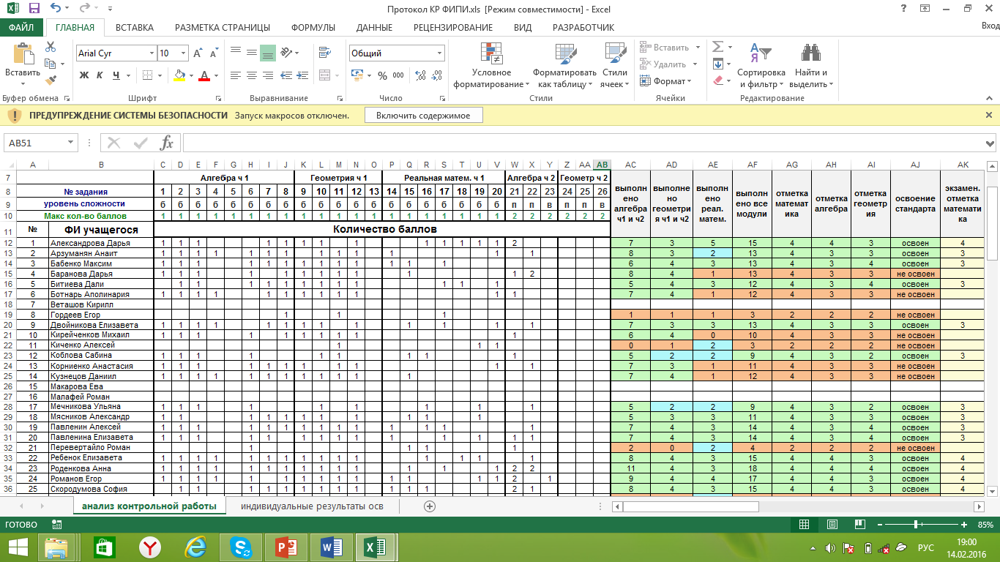 Протокол КР ФИПИ.xls [Режим совместимости] - Excel
ФАЙЛ ГЛАВНАЯ ВСТАВКА РАЗМЕТКА СТРАНИЦЫ ФОРМУЛЫ ДАННЫЕ РЕЦЕНЗИРОВАНИЕ ВИД РАЗРАБОТЧИК Вход
Вставить Arial Cyr 10 Ж К Ч Общий % 000 Условное форматирование Форматировать как таблицу Стили ячеек Вставить Удалить Формат Сортировка и фильтр Найти и выделить
Буфер обмена Шрифт Выравнивание Число Стили Ячейки Редактирование
ПРЕДУПРЕЖДЕНИЕ СИСТЕМЫ БЕЗОПАСНОСТИ Запуск макросов отключен. Включить содержимое
AB51 fx
A B C D E F G H I J K L M N O P Q R S T U V W X Y Z AA AB AC AD AE AF AG AH AI AJ AK
7 Алгебра ч 1 Геометрия ч 1 Реальная матем. ч 1 Алгебра ч 2 Геометр ч 2
выполнено алгебра ч1 и ч2 выполнено геометрия ч1 и ч2 выполнено реал. матем. выполнено все модули отметка математика отметка алгебра отметка геометрия освоение стандарта экзамен. отметка математика
8 № задания 1 2 3 4 5 6 7 8 9 10 11 12 13 14 15 16 17 18 19 20 21 22 23 24 25 26
9 уровень сложности б б б б б б б б б б б б б б б б б б б б п п в п п в
10 Макс кол-во баллов 1 1 1 1 1 1 1 1 1 1 1 1 1 1 1 1 1 1 1 1 2 2 2 2 2 2
11 № ФИ учащегося Количество баллов
12 1 Александрова Дарья 1 1 1 1 1 1 1 1 1 1 1 1 1 2 7 3 5 15 4 4 3 освоен 4
13 2 Арзуманян Анаит 1 1 1 1 1 1 1 1 1 1 1 1 1 8 3 2 13 4 3 3 освоен 3
14 3 Бабенко Максим 1 1 1 1 1 1 1 1 1 1 1 1 1 6 4 3 13 4 3 4 освоен 3
15 4 Баранова Дарья 1 1 1 1 1 1 1 1 1 1 1 2 8 4 1 13 4 3 3 не освоен
16 5 Битиева Дали 1 1 1 1 1 1 1 1 1 1 1 1 5 4 3 12 4 3 4 освоен 3
17 6 Ботнарь Аполинария 1 1 1 1 1 1 1 1 1 1 1 1 7 4 1 12 4 3 3 не освоен
18 7 Веташов Кирилл
19 8 Гордеев Егор 1 1 1 1 1 1 3 2 2 2 не освоен
20 9 Двойникова Елизавета 1 1 1 1 1 1 1 1 1 1 1 1 1 7 3 3 13 4 3 3 освоен 3
21 10 Кирейченков Михаил 1 1 1 1 1 1 1 1 1 1 6 4 0 10 4 3 3 не освоен
22 11 Киченко Алексей 1 1 1 0 1 2 3 2 2 2 не освоен
23 12 Коблова Сабина 1 1 1 1 1 1 1 1 1 5 2 2 9 4 3 2 освоен 3
24 13 Корниенко Анастасия 1 1 1 1 1 1 1 1 1 1 1 7 3 1 11 4 3 3 не освоен
25 14 Кузнецов Даниил 1 1 1 1 1 1 1 1 1 1 1 1 7 4 1 12 4 3 3 не освоен
26 15 Макарова Ева
27 16 Малафей Роман
28 17 Мечникова Ульяна 1 1 1 1 1 1 1 1 1 5 2 2 9 4 3 2 освоен 3
29 18 Мясников Александр 1 1 1 1 1 1 1 1 1 1 1 5 3 3 11 4 3 3 освоен 3
30 19 Павленин Алексей 1 1 1 1 1 1 1 1 1 1 1 1 1 1 7 4 3 14 4 3 4 освоен 3
31 20 Павленина Елизавета 1 1 1 1 1 1 1 1 1 1 1 1 1 1 7 4 3 14 4 3 4 освоен 3
32 21 Перевертайло Роман 1 1 1 1 2 0 2 4 2 2 2 не освоен
33 22 Ребенок Елизавета 1 1 1 1 1 1 1 1 1 1 1 1 1 1 1 8 4 3 15 4 4 3 освоен 4
34 23 Роденкова Анна 1 1 1 1 1 1 1 1 1 1 1 1 1 1 2 2 11 4 3 18 4 4 4 освоен 4
35 24 Романов Егор 1 1 1 1 1 1 1 1 1 1 1 1 1 1 2 1 9 4 4 17 4 4 3 освоен 4
36 25 Скородумова София 1 1 1 1 1 1 1 1 1 1 1 1 2 1 8 4 3 15 4 4 3 освоен 4
анализ контрольной работы индивидуальные результаты осв
ГОТОВО 85%
РУС 19:00
14.02.2016